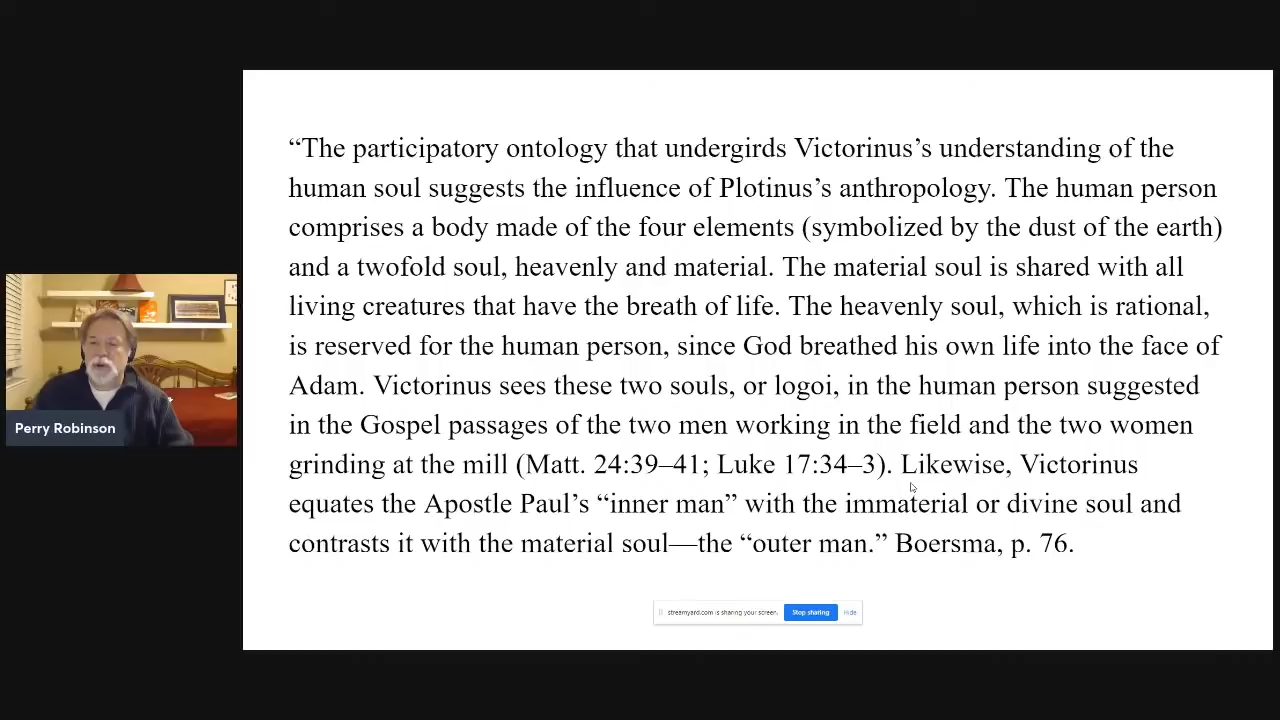 “The participatory ontology that undergirds Victorinus’s understanding of the
human soul suggests the influence of Plotinus’s anthropology. The human person
comprises a body made of the four elements (symbolized by the dust of the earth)
and a twofold soul, heavenly and material. The material soul is shared with all
living creatures that have the breath of life. The heavenly soul, which is rational,
is reserved for the human person, since God breathed his own life into the face of
Adam. Victorinus sees these two souls, or logoi, in the human person suggested
in the Gospel passages of the two men working in the field and the two women
grinding at the mill (Matt. 24:39–41; Luke 17:34–3). Likewise, Victorinus
equates the Apostle Paul’s “inner man” with the immaterial or divine soul and
contrasts it with the material soul—the “outer man.” Boersma, p. 76.
Perry Robinson
streamyard.com is sharing your screen. Stop sharing Hide